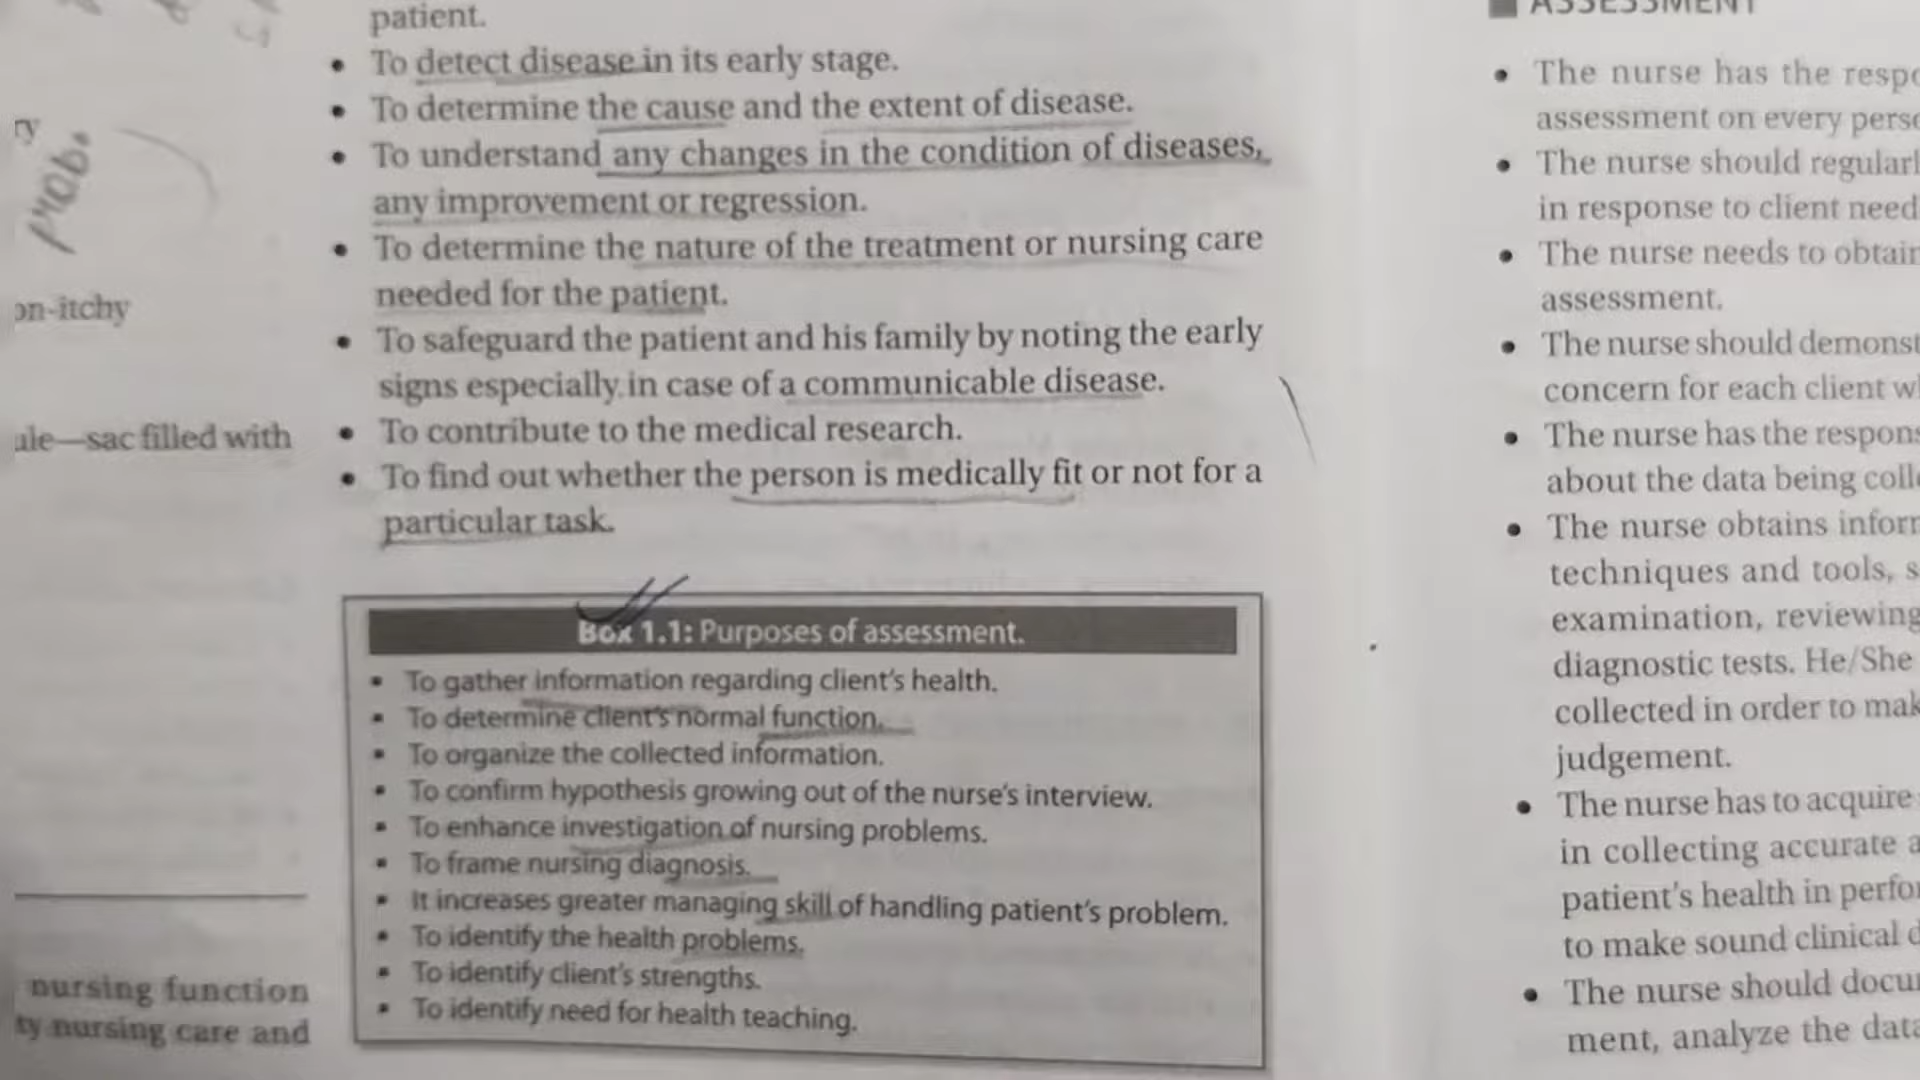 patient.
• To detect disease in its early stage.
• To determine the cause and the extent of disease.
• To understand any changes in the condition of diseases,
any improvement or regression.
• To determine the nature of the treatment or nursing care
needed for the patient.
• To safeguard the patient and his family by noting the early
signs especially in case of a communicable disease.
• To contribute to the medical research.
• To find out whether the person is medically fit or not for a
particular task.
Box 1.1: Purposes of assessment.
• To gather information regarding client's health.
• To determine client's normal function.
• To organize the collected information.
• To confirm hypothesis growing out of the nurse's interview.
• To enhance investigation of nursing problems.
• To frame nursing diagnosis.
• It increases greater managing skill of handling patient's problem.
• To identify the health problems.
• To identify client's strengths.
• To identify need for health teaching.
prob.
on-itchy
sac filled with
nursing function
nursing care and
ASSESSMENT
• The nurse has the
assessment on every
• The nurse should
in response to client
• The nurse needs to
assessment.
• The nurse should
concern for each client
• The nurse has the
about the data being
• The nurse obtains
techniques and tools,
examination, reviewing
diagnostic tests. He/She
collected in order to
judgement.
• The nurse has to acquire
in collecting accurate
patient's health in
to make sound clinical
• The nurse should
ment, analyze the data